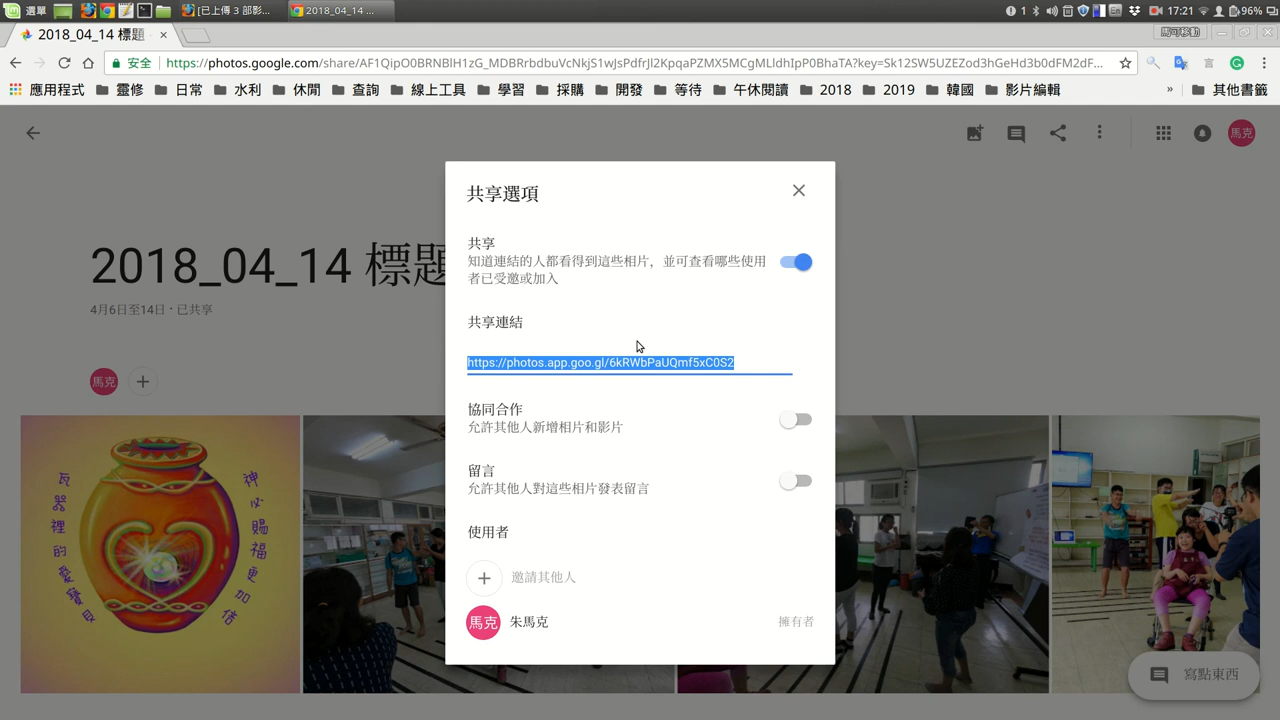 選單
[已上傳 3 部影...
2018_04_14 ...
1
En
17:21
96%
2018_04_14 標題
馬可移動
安全
https://photos.google.com/share/AF1QipO0BRNBlH1zG_MDBRrbdbuVcNkjS1wJsPdfrJl2KpqaPZMX5MCgMLldhIpP0BhaTA?key=Sk12SW5UZEZod3hGeHd3b0dFM2dF...
應用程式
靈修
日常
水利
休閒
查詢
線上工具
學習
採購
開發
等待
午休閱讀
2018
2019
韓國
影片編輯
»
其他書籤
馬克
2018_04_14 標題
4月6日至14日・已共享
馬克
共享選項
共享
知道連結的人都看得到這些相片，並可查看哪些使用
者已受邀或加入
共享連結
https://photos.app.goo.gl/6kRWbPaUQmf5xC0S2
協同合作
允許其他人新增相片和影片
留言
允許其他人對這些相片發表留言
使用者
邀請其他人
馬克
朱馬克
擁有者
瓦器裡的愛寶貝
神必賜福更加倍
寫點東西